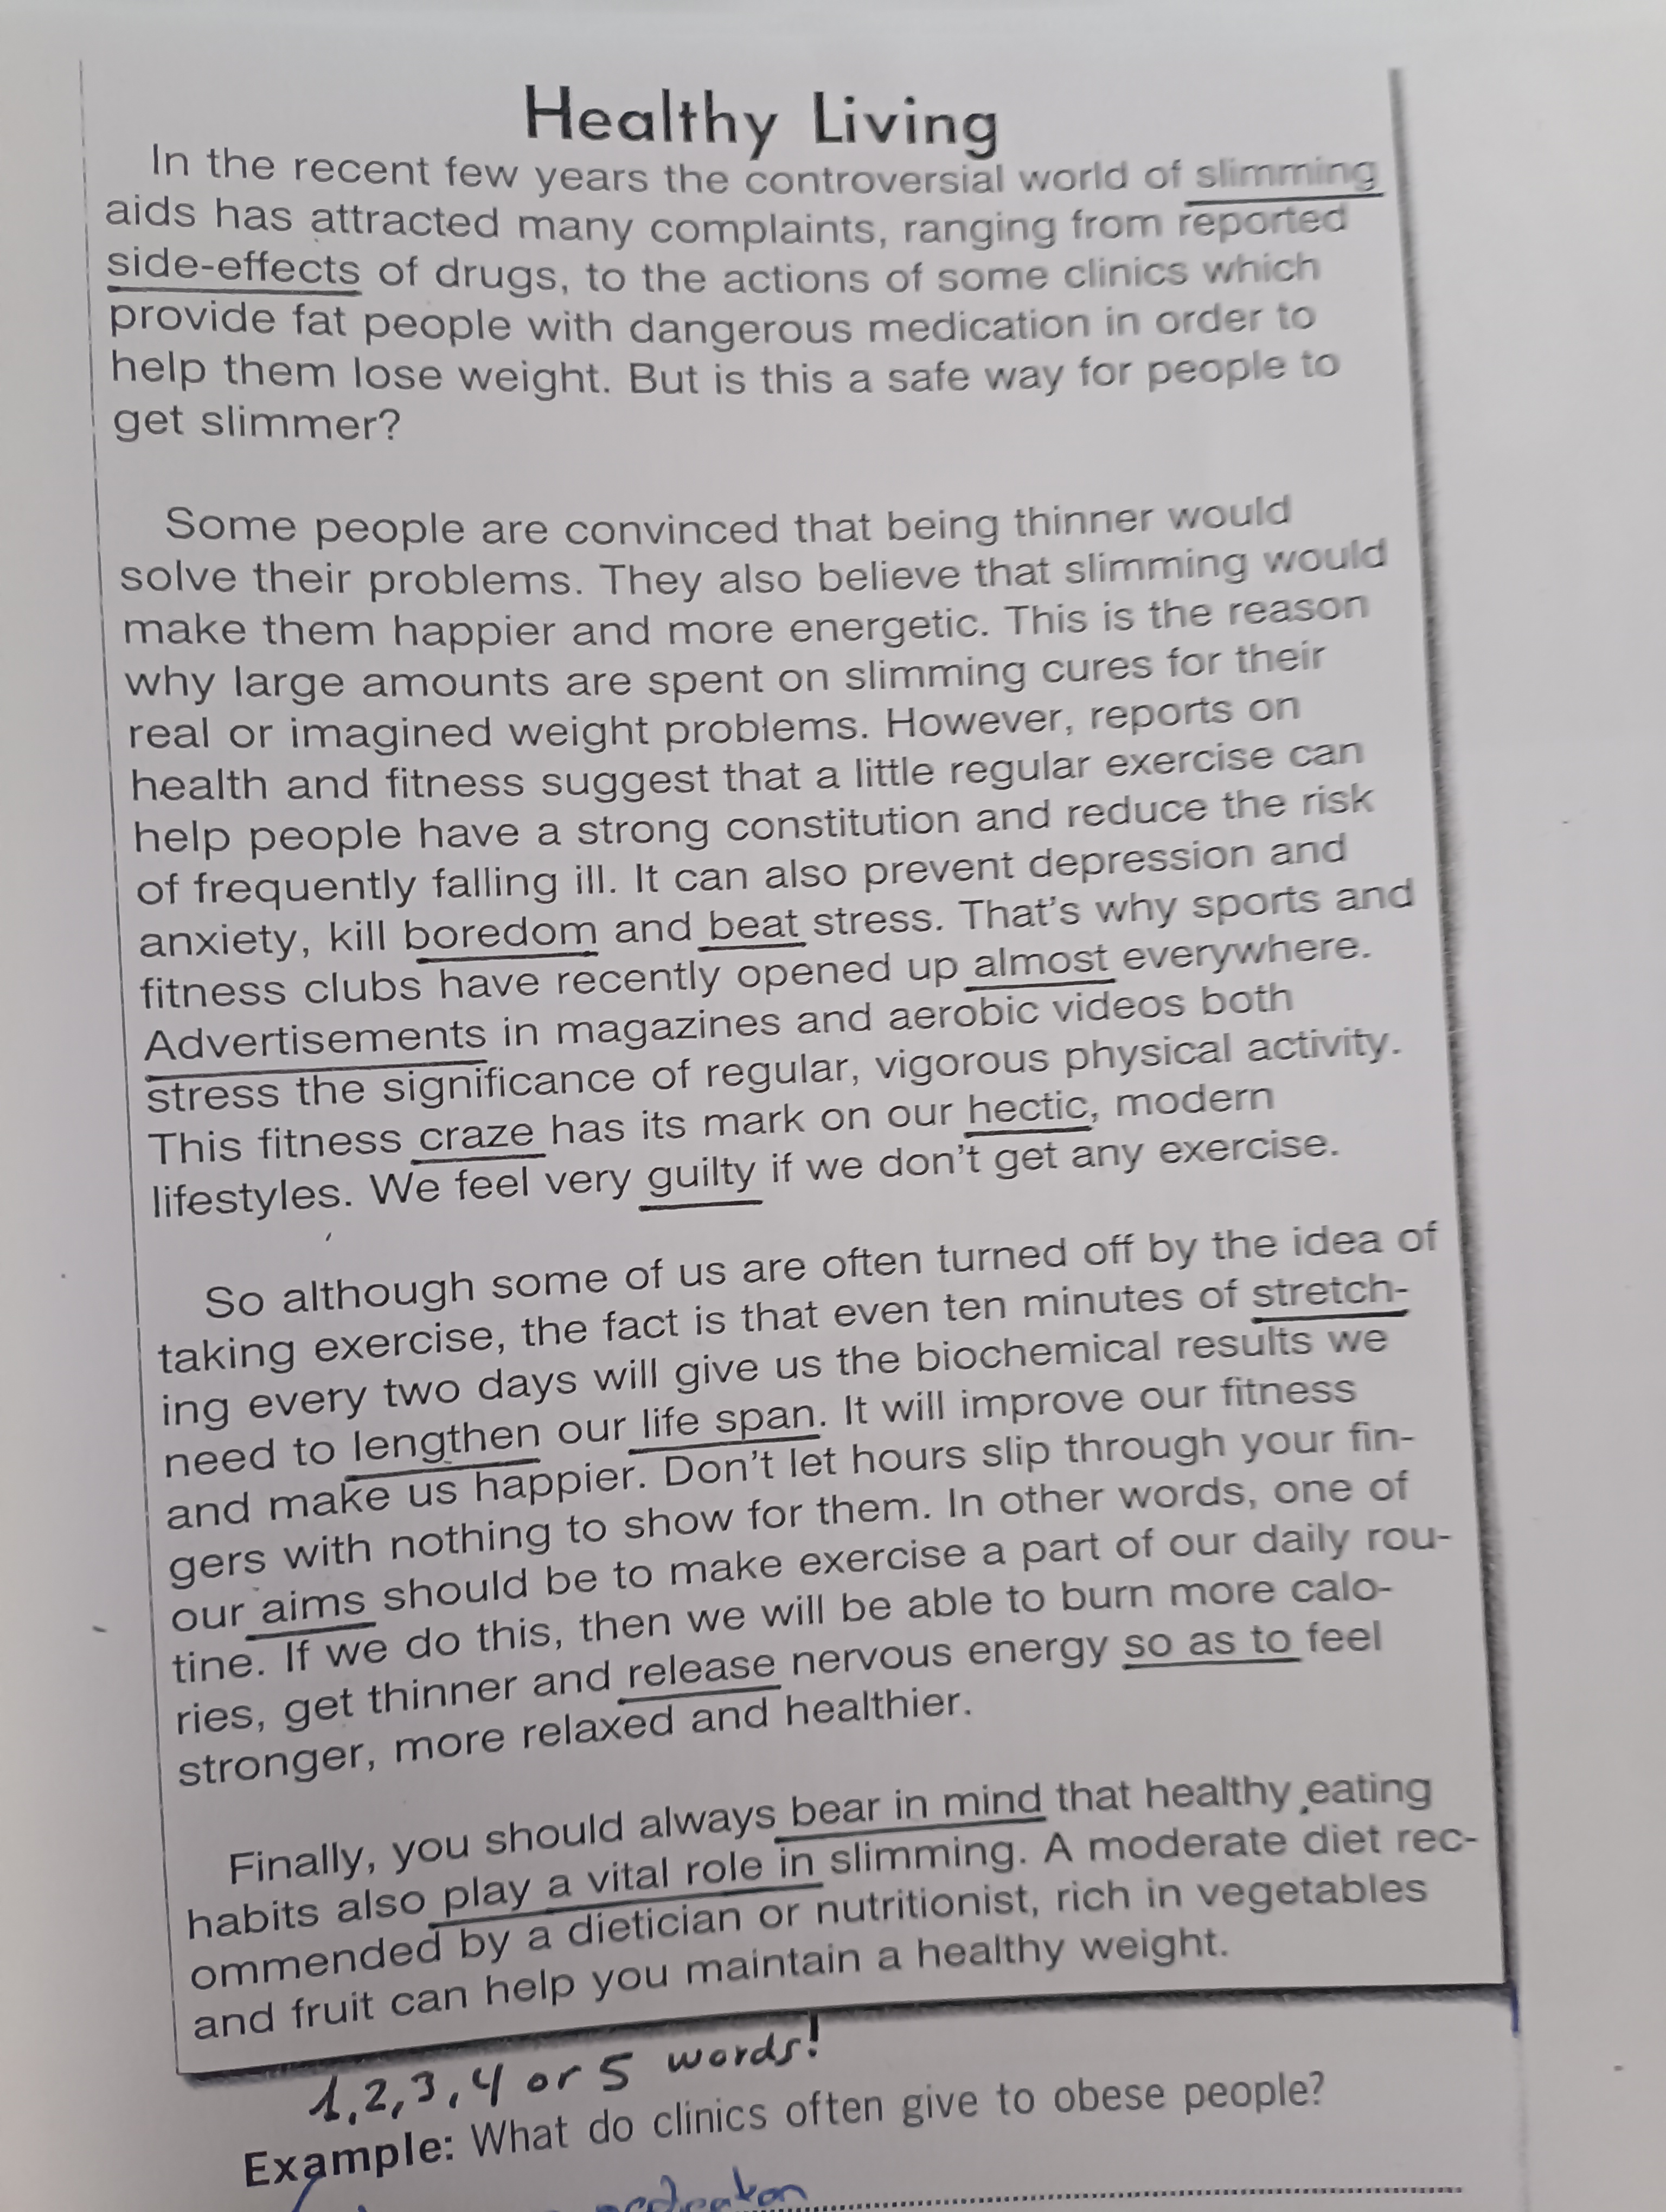 Healthy Living
In the recent few years the controversial world of slimming
aids has attracted many complaints, ranging from reported
side-effects of drugs, to the actions of some clinics which
provide fat people with dangerous medication in order to
help them lose weight. But is this a safe way for people to
get slimmer?
Some people are convinced that being thinner would
solve their problems. They also believe that slimming would
make them happier and more energetic. This is the reason
why large amounts are spent on slimming cures for their
real or imagined weight problems. However, reports on
health and fitness suggest that a little regular exercise can
help people have a strong constitution and reduce the risk
of frequently falling ill. It can also prevent depression and
anxiety, kill boredom and beat stress. That's why sports and
fitness clubs have recently opened up almost everywhere.
Advertisements in magazines and aerobic videos both
stress the significance of regular, vigorous physical activity.
This fitness craze has its mark on our hectic, modern
lifestyles. We feel very guilty if we don't get any exercise.
So although some of us are often turned off by the idea of
taking exercise, the fact is that even ten minutes of stretch-
ing every two days will give us the biochemical results we
need to lengthen our life span. It will improve our fitness
and make us happier. Don't let hours slip through your fin-
gers with nothing to show for them. In other words, one of
our aims should be to make exercise a part of our daily rou-
tine. If we do this, then we will be able to burn more calo-
ries, get thinner and release nervous energy so as to feel
stronger, more relaxed and healthier.
Finally, you should always bear in mind that healthy eating
habits also play a vital role in slimming. A moderate diet rec-
ommended by a dietician or nutritionist, rich in vegetables
and fruit can help you maintain a healthy weight.
1,2,3,4 or 5 words!
Example: What do clinics often give to obese people?
medication